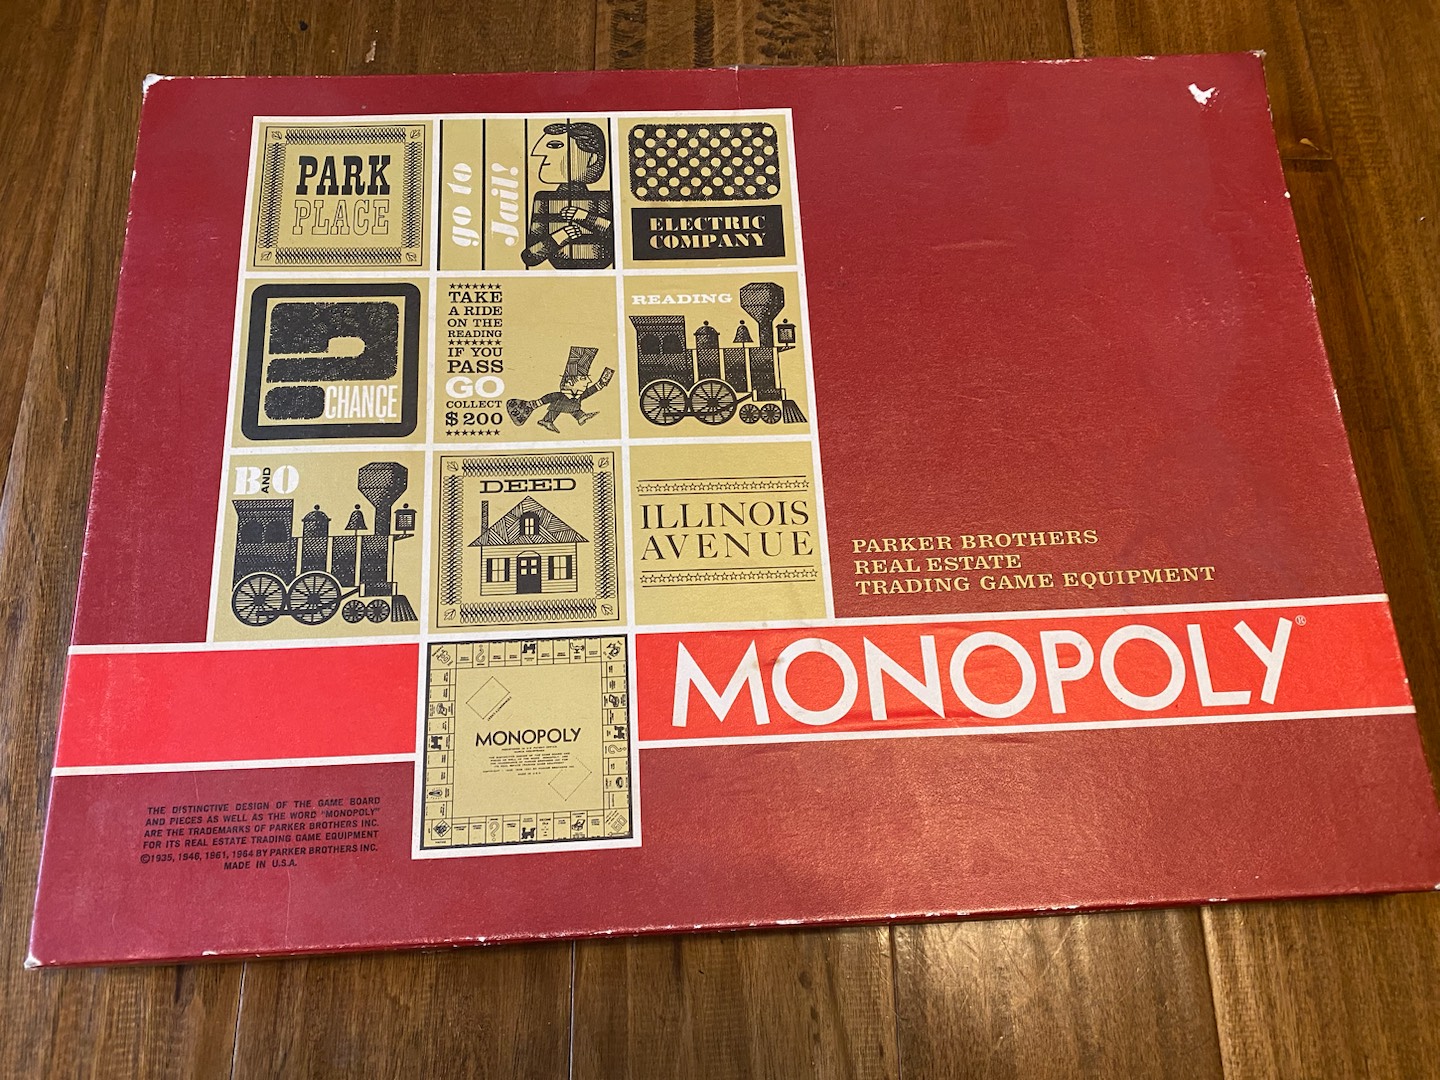 PARK
PLACE
go to
Jail!
ELECTRIC
COMPANY
CHANCE
TAKE
A RIDE
ON THE
READING
IF YOU
PASS
GO
COLLECT
$200
READING
B AND O
DEED
ILLINOIS
AVENUE
PARKER BROTHERS
REAL ESTATE
TRADING GAME EQUIPMENT
MONOPOLY®
MONOPOLY
THE DISTINCTIVE DESIGN OF THE GAME BOARD
AND PIECES AS WELL AS THE WORD "MONOPOLY"
ARE THE TRADEMARKS OF PARKER BROTHERS INC.
FOR ITS REAL ESTATE TRADING GAME EQUIPMENT
©1935, 1946, 1961, 1964 BY PARKER BROTHERS INC.
MADE IN U.S.A.